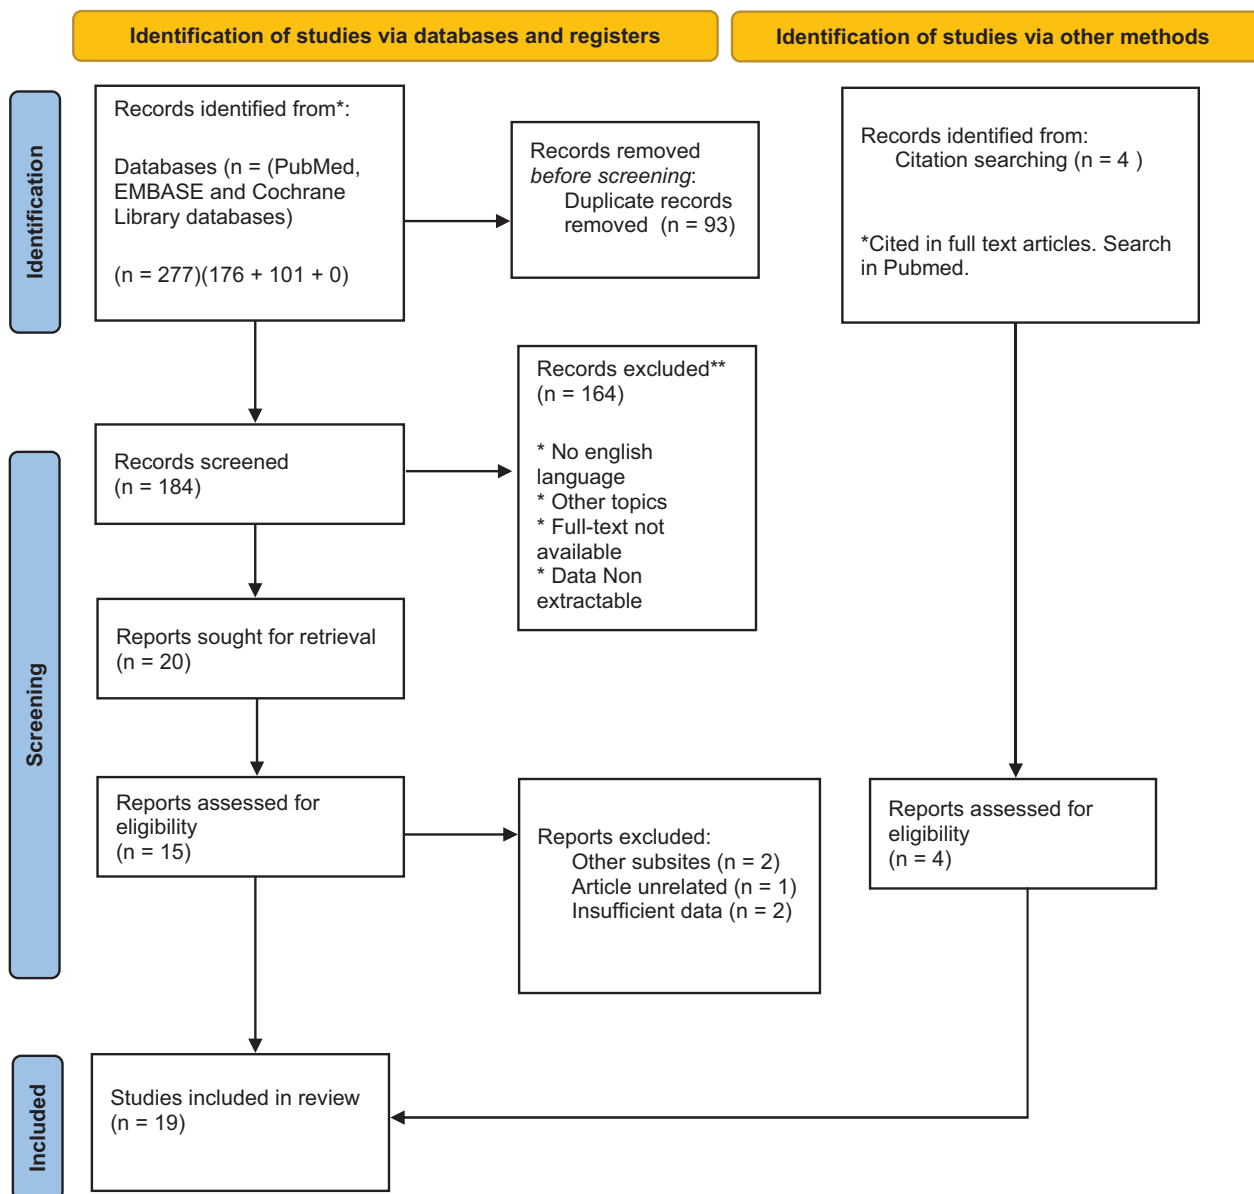 Identification of studies via databases and registers
Identification of studies via other methods
Identification
Records identified from*:
Databases (n = (PubMed,
EMBASE and Cochrane
Library databases)
(n = 277)(176 + 101 + 0)
Records removed
before screening:
Duplicate records
removed (n = 93)
Records identified from:
Citation searching (n = 4 )
*Cited in full text articles. Search
in Pubmed.
Screening
Records screened
(n = 184)
Records excluded**
(n = 164)
* No english
language
* Other topics
* Full-text not
available
* Data Non
extractable
Reports sought for retrieval
(n = 20)
Reports assessed for
eligibility
(n = 15)
Reports excluded:
Other subsites (n = 2)
Article unrelated (n = 1)
Insufficient data (n = 2)
Reports assessed for
eligibility
(n = 4)
Included
Studies included in review
(n = 19)